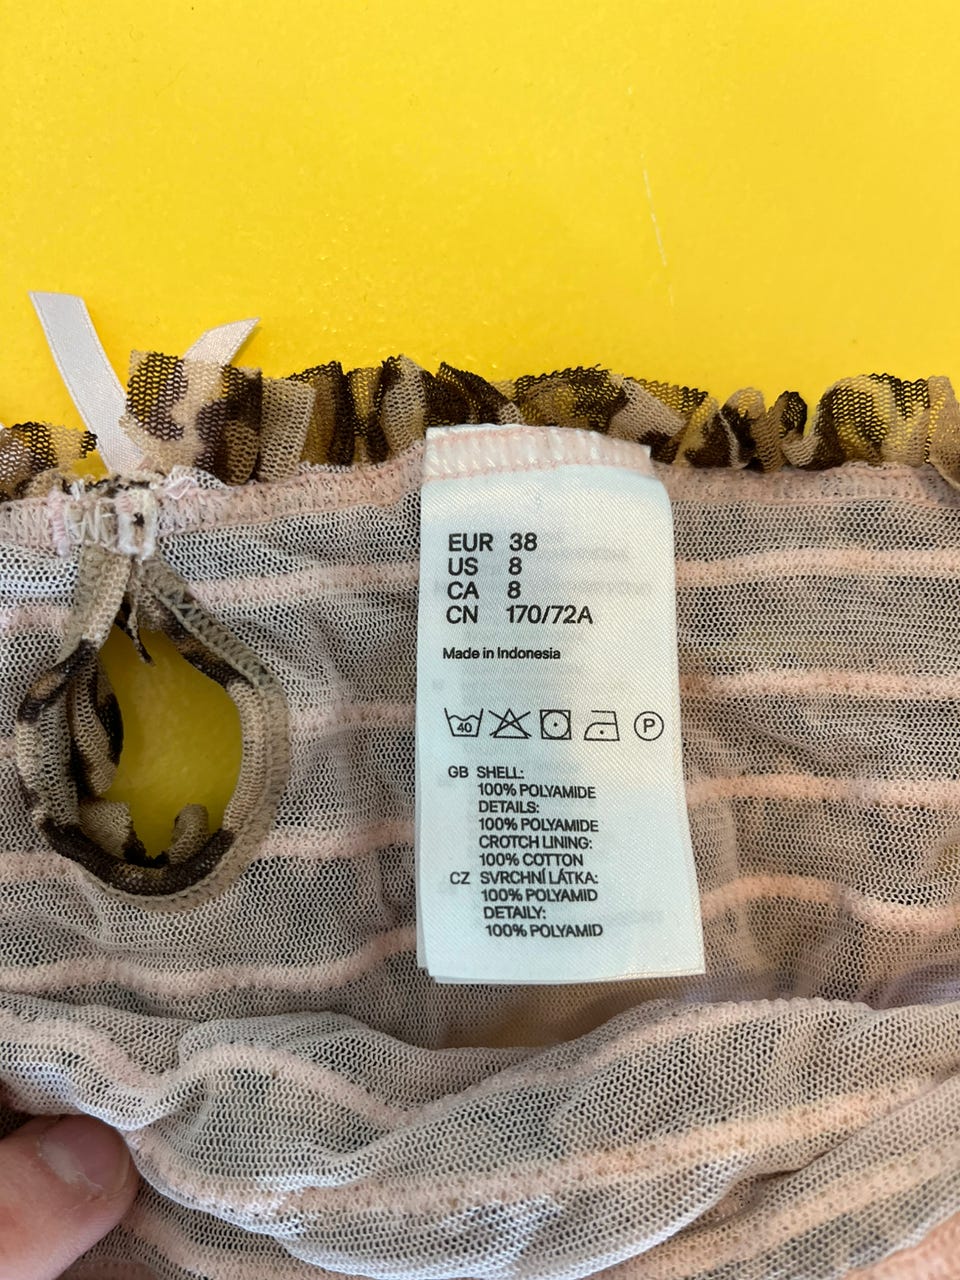 EUR 38
US 8
CA 8
CN 170/72A
Made in Indonesia
40 P
GB SHELL:
100% POLYAMIDE
DETAILS:
100% POLYAMIDE
CROTCH LINING:
100% COTTON
CZ SVRCHNÍ LÁTKA:
100% POLYAMID
DETAILY:
100% POLYAMID